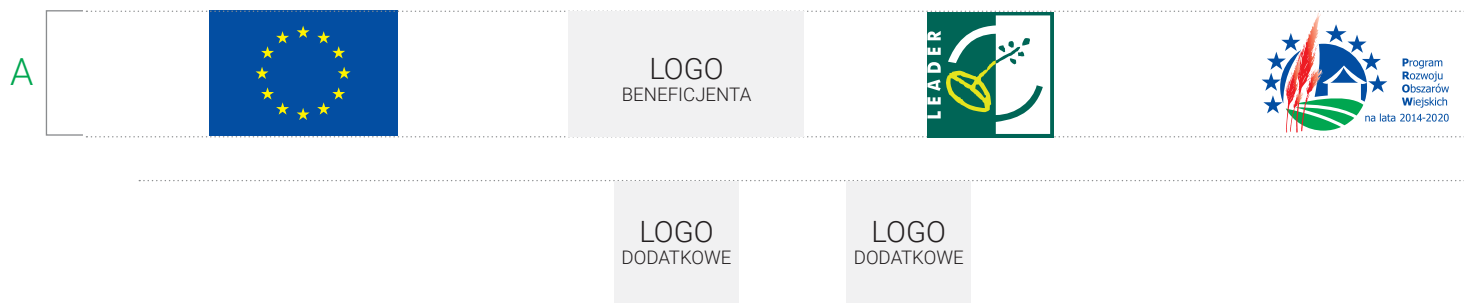 A
LOGO
BENEFICJENTA
LEADER
Program
Rozwoju
Obszarów
Wiejskich
na lata 2014-2020
LOGO
DODATKOWE
LOGO
DODATKOWE